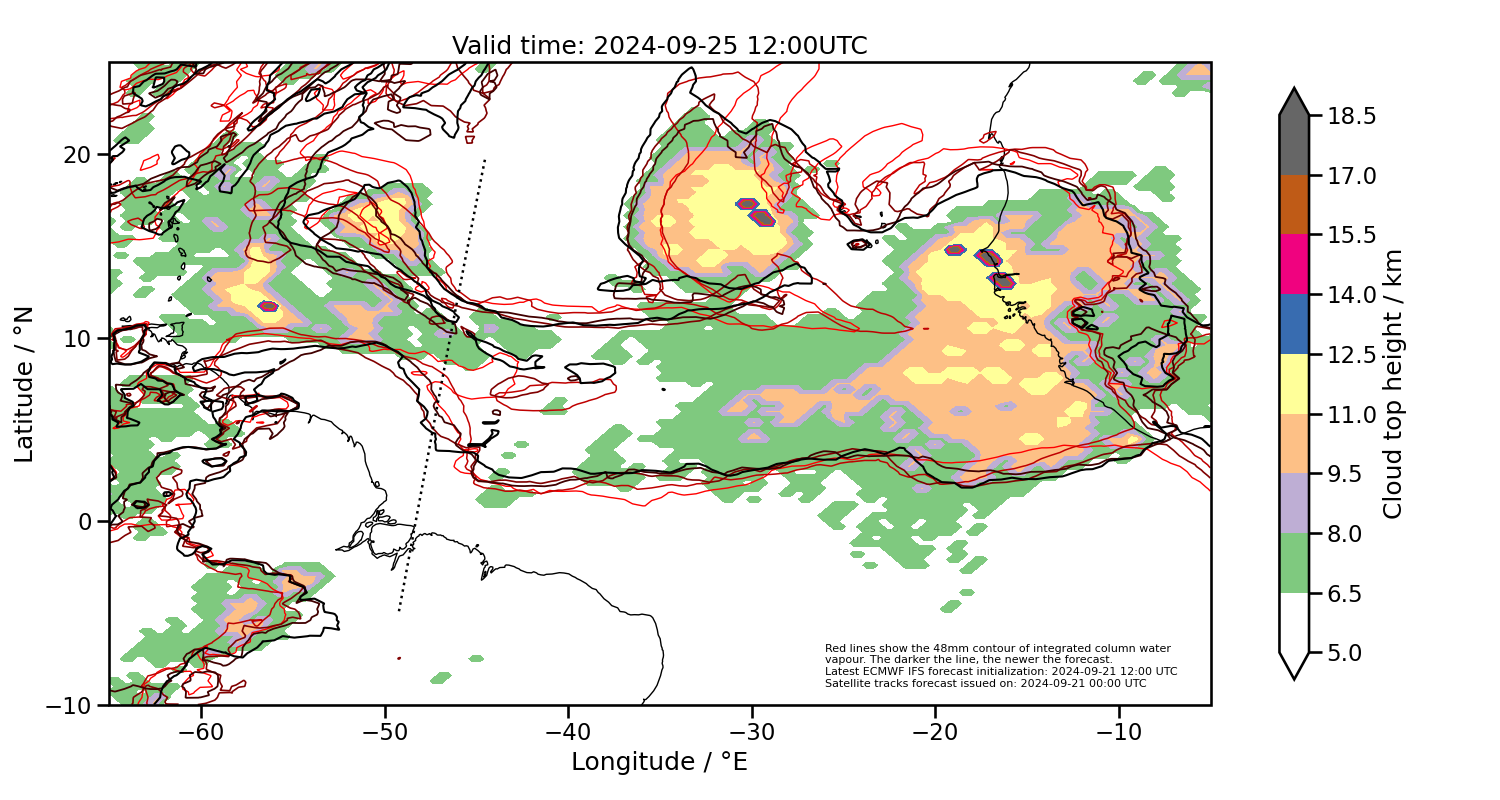 Valid time: 2024-09-25 12:00UTC
20
10
0
−10
Latitude / °N
−60
−50
−40
−30
−20
−10
Longitude / °E
Red lines show the 48mm contour of integrated column water
vapour. The darker the line, the newer the forecast.
Latest ECMWF IFS forecast initialization: 2024-09-21 12:00 UTC
Satellite tracks forecast issued on: 2024-09-21 00:00 UTC
18.5
17.0
15.5
14.0
12.5
11.0
9.5
8.0
6.5
5.0
Cloud top height / km